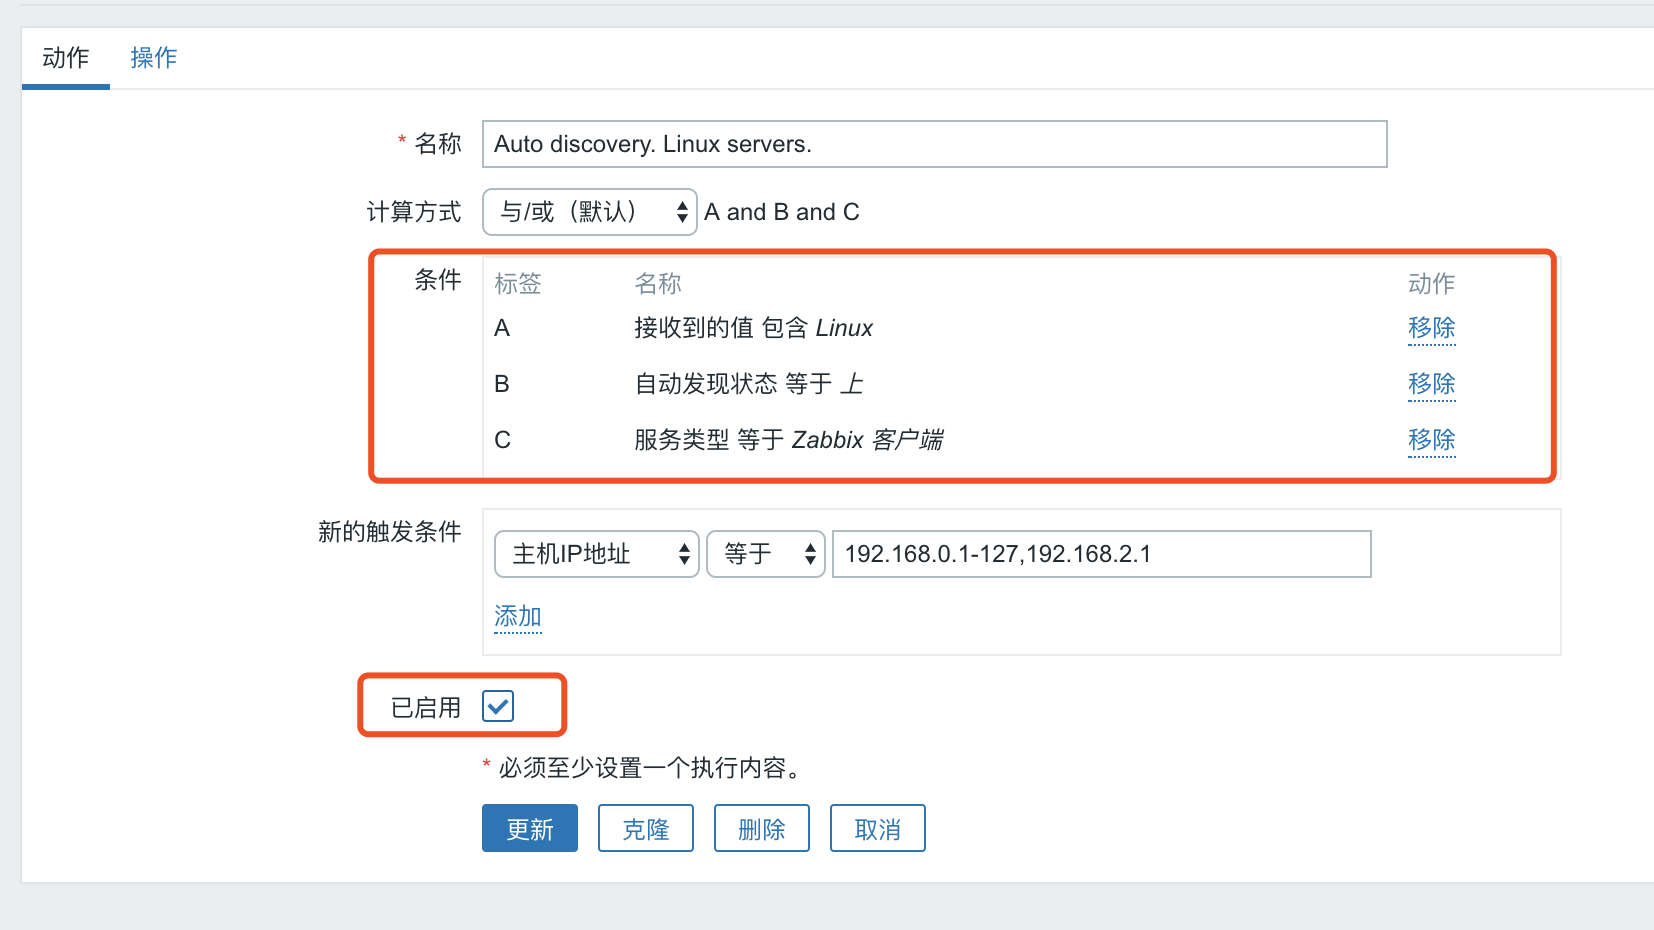 动作 操作
* 名称 Auto discovery. Linux servers.
计算方式 与/或（默认） A and B and C
条件 标签 名称 动作
A 接收到的值 包含 Linux 移除
B 自动发现状态 等于 上 移除
C 服务类型 等于 Zabbix 客户端 移除
新的触发条件 主机IP地址 等于 192.168.0.1-127,192.168.2.1
添加
已启用
* 必须至少设置一个执行内容。
更新 克隆 删除 取消